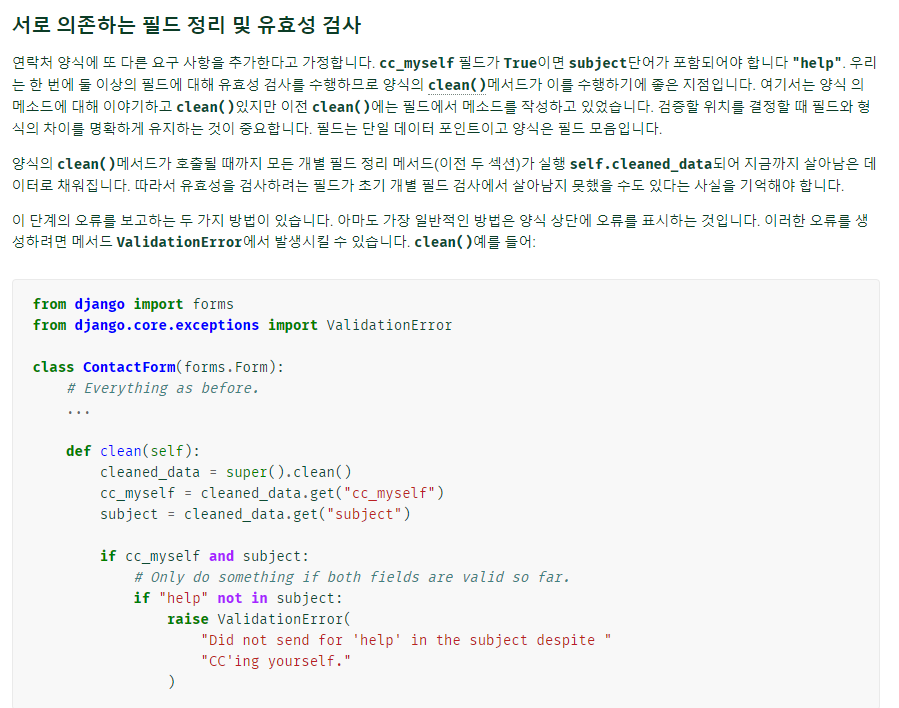 서로 의존하는 필드 정리 및 유효성 검사
연락처 양식에 또 다른 요구 사항을 추가한다고 가정합니다. cc_myself 필드가 True이면 subject단어가 포함되어야 합니다 "help". 우리
는 한 번에 둘 이상의 필드에 대해 유효성 검사를 수행하므로 양식의 clean()메서드가 이를 수행하기에 좋은 지점입니다. 여기서는 양식 의
메소드에 대해 이야기하고 clean()있지만 이전 clean()에는 필드에서 메소드를 작성하고 있었습니다. 검증할 위치를 결정할 때 필드와 형
식의 차이를 명확하게 유지하는 것이 중요합니다. 필드는 단일 데이터 포인트이고 양식은 필드 모음입니다.
양식의 clean()메서드가 호출될 때까지 모든 개별 필드 정리 메서드(이전 두 섹션)가 실행 self.cleaned_data되어 지금까지 살아남은 데
이터로 채워집니다. 따라서 유효성을 검사하려는 필드가 초기 개별 필드 검사에서 살아남지 못했을 수도 있다는 사실을 기억해야 합니다.
이 단계의 오류를 보고하는 두 가지 방법이 있습니다. 아마도 가장 일반적인 방법은 양식 상단에 오류를 표시하는 것입니다. 이러한 오류를 생
성하려면 메서드 ValidationError에서 발생시킬 수 있습니다. clean()예를 들어:
from django import forms
from django.core.exceptions import ValidationError
class ContactForm(forms.Form):
# Everything as before.
...
def clean(self):
cleaned_data = super().clean()
cc_myself = cleaned_data.get("cc_myself")
subject = cleaned_data.get("subject")
if cc_myself and subject:
# Only do something if both fields are valid so far.
if "help" not in subject:
raise ValidationError(
"Did not send for 'help' in the subject despite "
"CC'ing yourself."
)